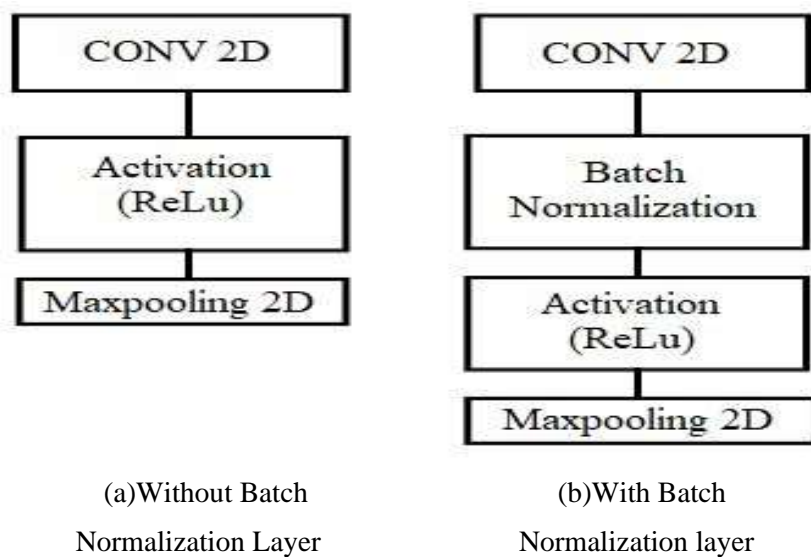 CONV 2D
Activation
(ReLu)
Maxpooling 2D
(a)Without Batch
Normalization Layer
CONV 2D
Batch
Normalization
Activation
(ReLu)
Maxpooling 2D
(b)With Batch
Normalization layer